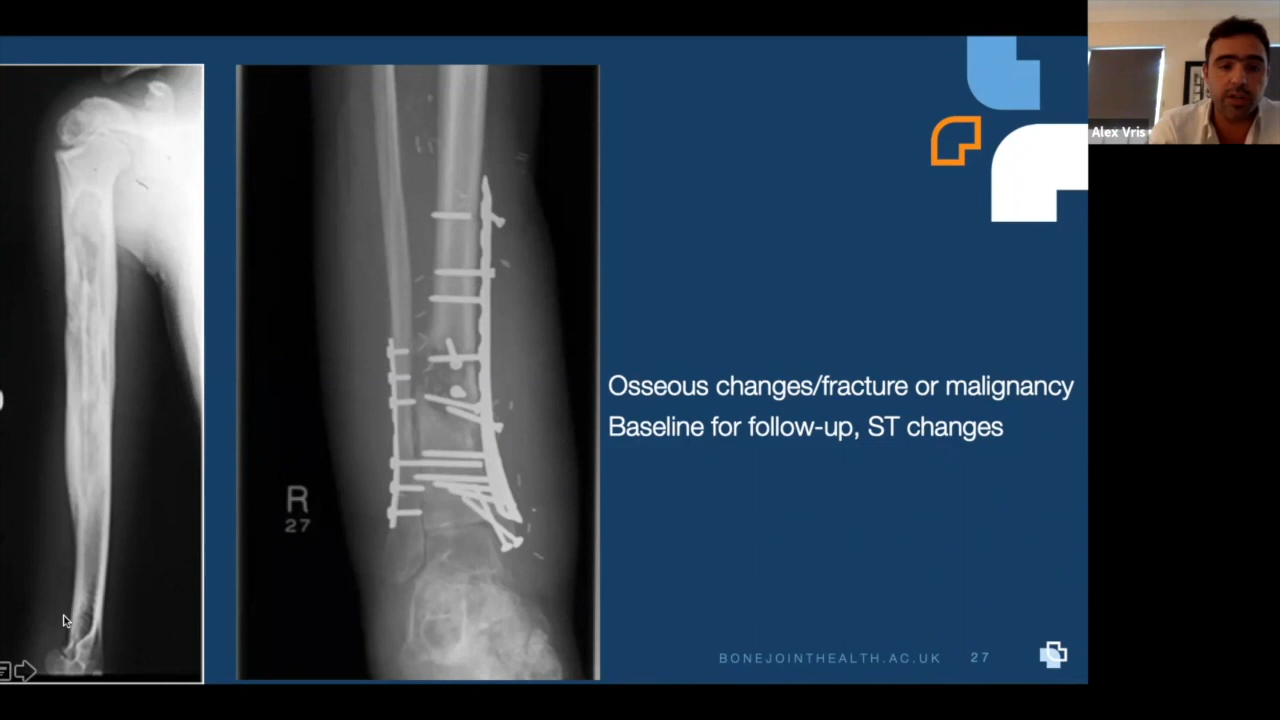 Alex Vris
Osseous changes/fracture or malignancy
Baseline for follow-up, ST changes
R
27
BONEJOINTHEALTH.AC.UK 27